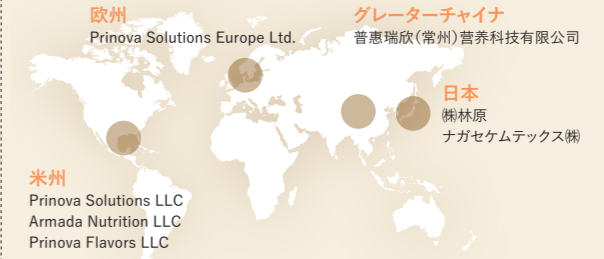 欧州
Prinova Solutions Europe Ltd.
グレーターチャイナ
普惠瑞欣（常州）营养科技有限公司
日本
㈱林原
ナガセケムテックス㈱
米州
Prinova Solutions LLC
Armada Nutrition LLC
Prinova Flavors LLC